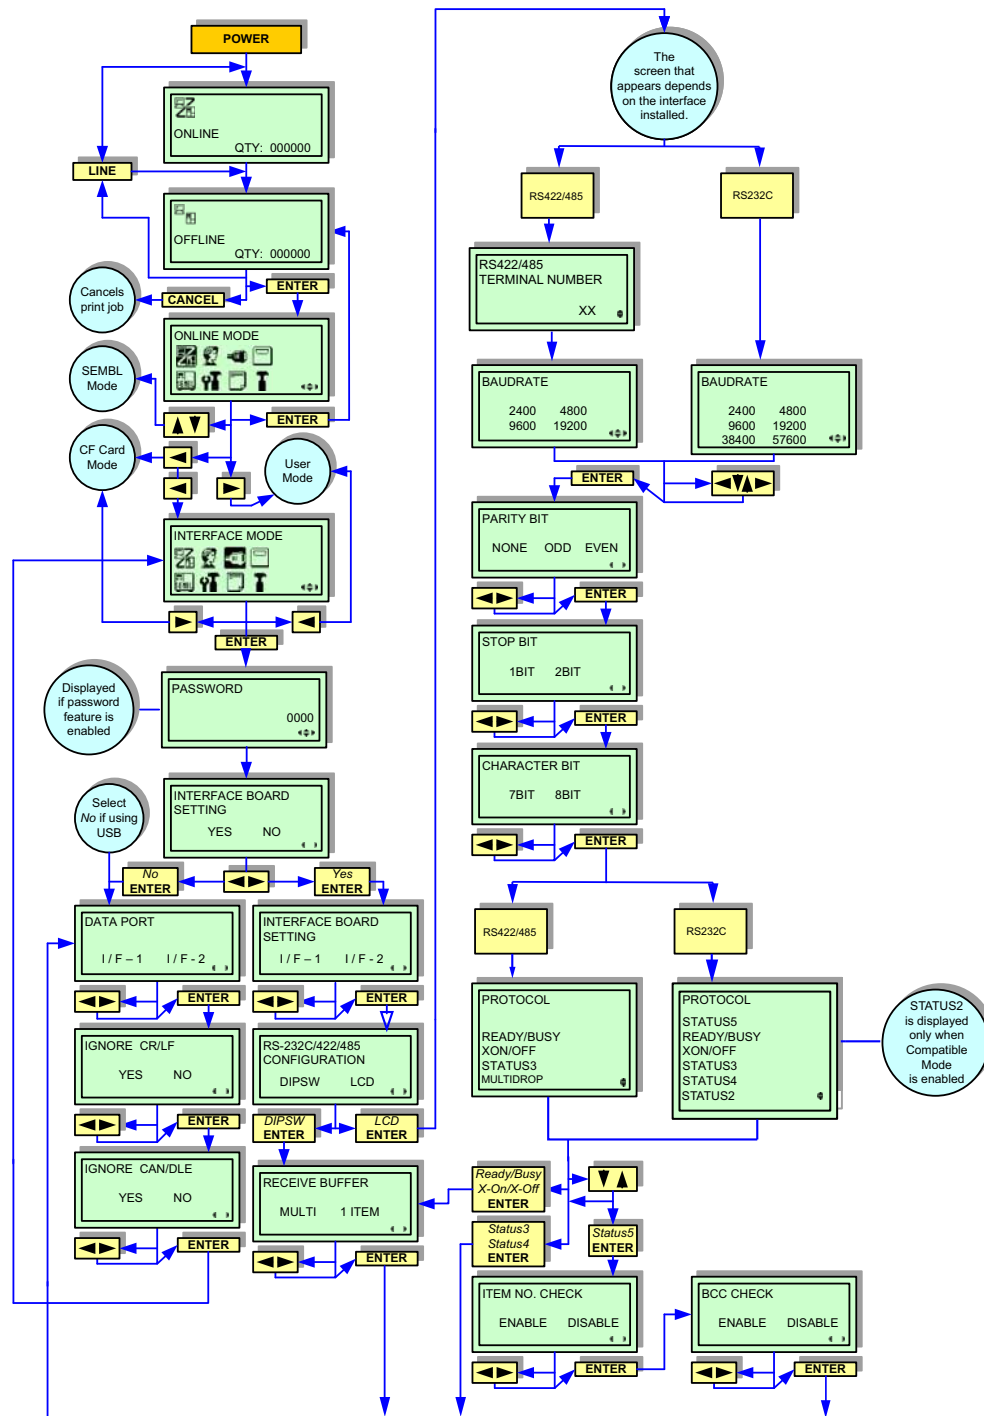 POWER
ONLINE
QTY: 000000
LINE
OFFLINE
QTY: 000000
ENTER
CANCEL
Cancels
print job
ONLINE MODE
SEMBL
Mode
ENTER
CF Card
Mode
User
Mode
INTERFACE MODE
ENTER
PASSWORD
0000
Displayed
if password
feature is
enabled
INTERFACE BOARD
SETTING
YES NO
Select
No if using
USB
No
ENTER
Yes
ENTER
DATA PORT
I / F – 1 I / F - 2
ENTER
INTERFACE BOARD
SETTING
I / F – 1 I / F - 2
ENTER
IGNORE CR/LF
YES NO
ENTER
RS-232C/422/485
CONFIGURATION
DIPSW LCD
DIPSW
ENTER
LCD
ENTER
IGNORE CAN/DLE
YES NO
ENTER
RECEIVE BUFFER
MULTI 1 ITEM
ENTER
The
screen that
appears depends
on the interface
installed.
RS422/485
RS232C
RS422/485
TERMINAL NUMBER
XX
BAUDRATE
2400 4800
9600 19200
BAUDRATE
2400 4800
9600 19200
38400 57600
ENTER
PARITY BIT
NONE ODD EVEN
ENTER
STOP BIT
1BIT 2BIT
ENTER
CHARACTER BIT
7BIT 8BIT
ENTER
RS422/485
RS232C
PROTOCOL
READY/BUSY
XON/OFF
STATUS3
MULTIDROP
PROTOCOL
STATUS5
READY/BUSY
XON/OFF
STATUS3
STATUS4
STATUS2
STATUS2
is displayed
only when
Compatible
Mode
is enabled
Ready/Busy
X-On/X-Off
ENTER
Status3
Status4
ENTER
Status5
ENTER
ITEM NO. CHECK
ENABLE DISABLE
ENTER
BCC CHECK
ENABLE DISABLE
ENTER